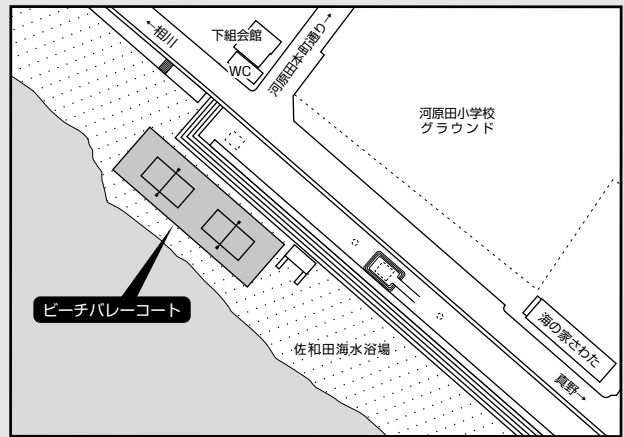 ←相川
下組会館
WC
河原田本町通り→
河原田小学校
グラウンド
ビーチバレーコート
佐和田海水浴場
海の家さわた
真野→